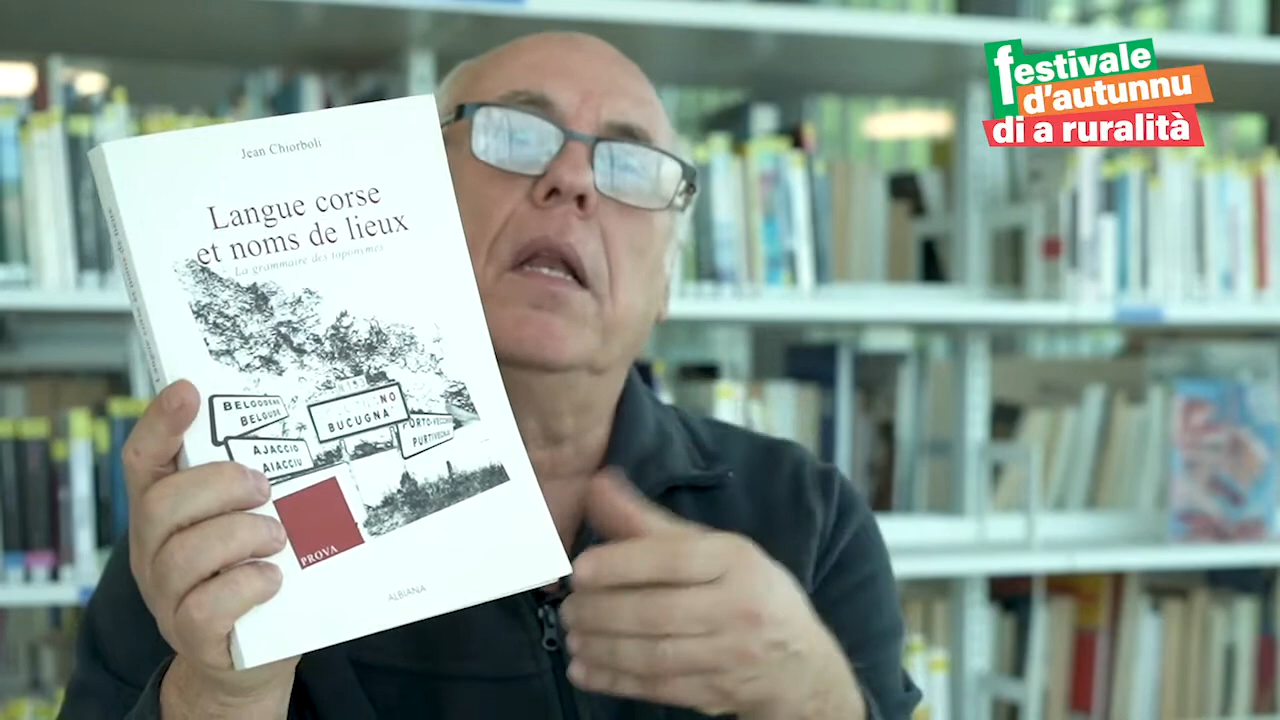 festivale
d'autunnu
di a ruralità
Jean Chiorboli
Langue corse
et noms de lieux
La grammaire des toponymes
BELGODERE
BELGUDÈ
NO
BUCUGNÀ
AJACCIO
AIACCIU
PORTO-VECCHIO
PURTIVECHJU
PROVA
ALBIANA